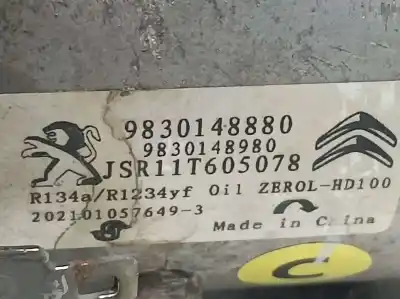 9830148880
9830148980
JSR11T605078
R134a/R1234yf Oil ZEROL-HD100
202101057649-3
Made in China
C